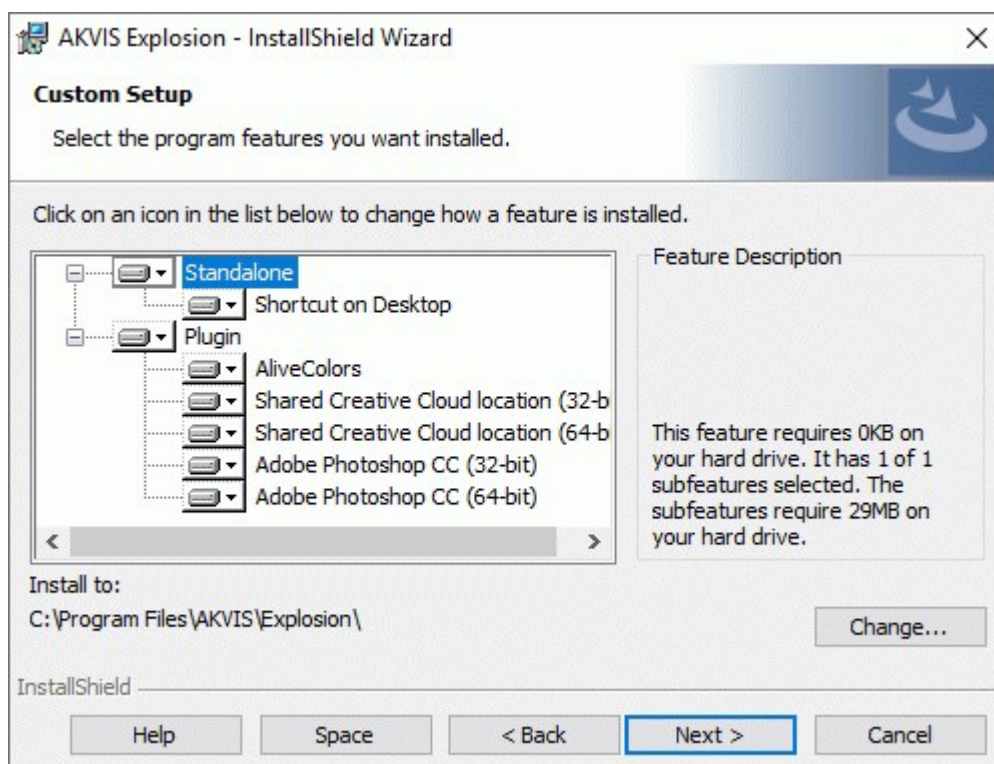 AKVIS Explosion - InstallShield Wizard
Custom Setup
Select the program features you want installed.
Click on an icon in the list below to change how a feature is installed.
Standalone
Shortcut on Desktop
Plugin
AliveColors
Shared Creative Cloud location (32-b
Shared Creative Cloud location (64-b
Adobe Photoshop CC (32-bit)
Adobe Photoshop CC (64-bit)
Feature Description
This feature requires 0KB on
your hard drive. It has 1 of 1
subfeatures selected. The
subfeatures require 29MB on
your hard drive.
Install to:
C:\Program Files\AKVIS\Explosion\
Change...
InstallShield
Help
Space
< Back
Next >
Cancel